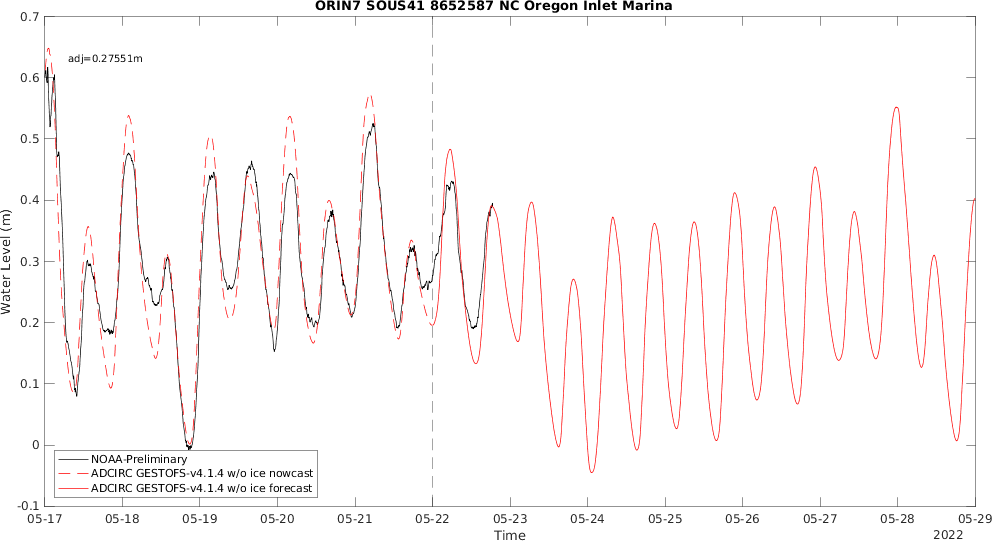 ORIN7 SOUS41 8652587 NC Oregon Inlet Marina
adj=0.27551m
Water Level (m)
0.7
0.6
0.5
0.4
0.3
0.2
0.1
0
-0.1
NOAA-Preliminary
ADCIRC GESTOFS-v4.1.4 w/o ice nowcast
ADCIRC GESTOFS-v4.1.4 w/o ice forecast
05-17 05-18 05-19 05-20 05-21 05-22 05-23 05-24 05-25 05-26 05-27 05-28 05-29
Time
2022